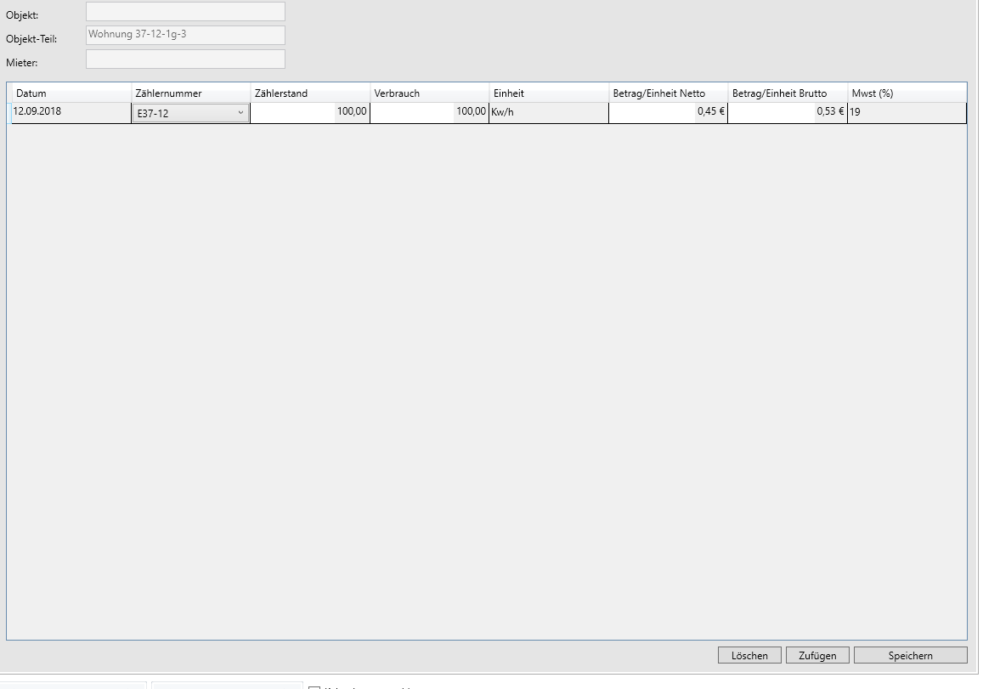 Objekt:
Objekt-Teil: Wohnung 37-12-1g-3
Mieter:
Datum Zählernummer Zählerstand Verbrauch Einheit Betrag/Einheit Netto Betrag/Einheit Brutto Mwst (%)
12.09.2018 E37-12 100,00 100,00 Kw/h 0,45 € 0,53 € 19
Löschen Zufügen Speichern